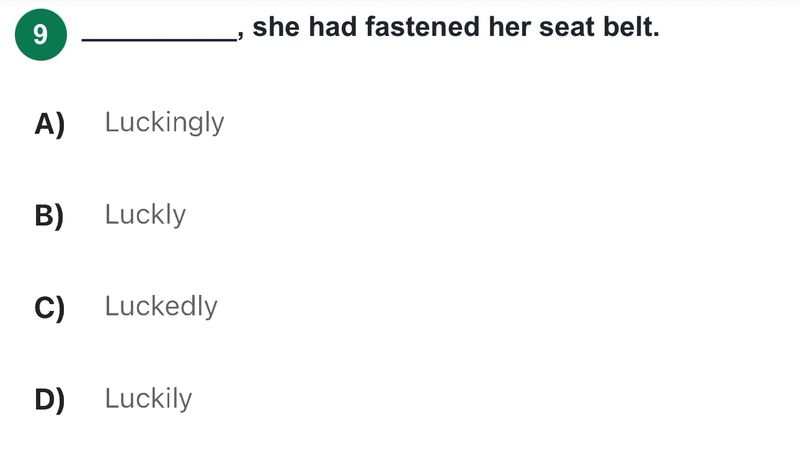 9 __________, she had fastened her seat belt.
A) Luckingly
B) Luckly
C) Luckedly
D) Luckily